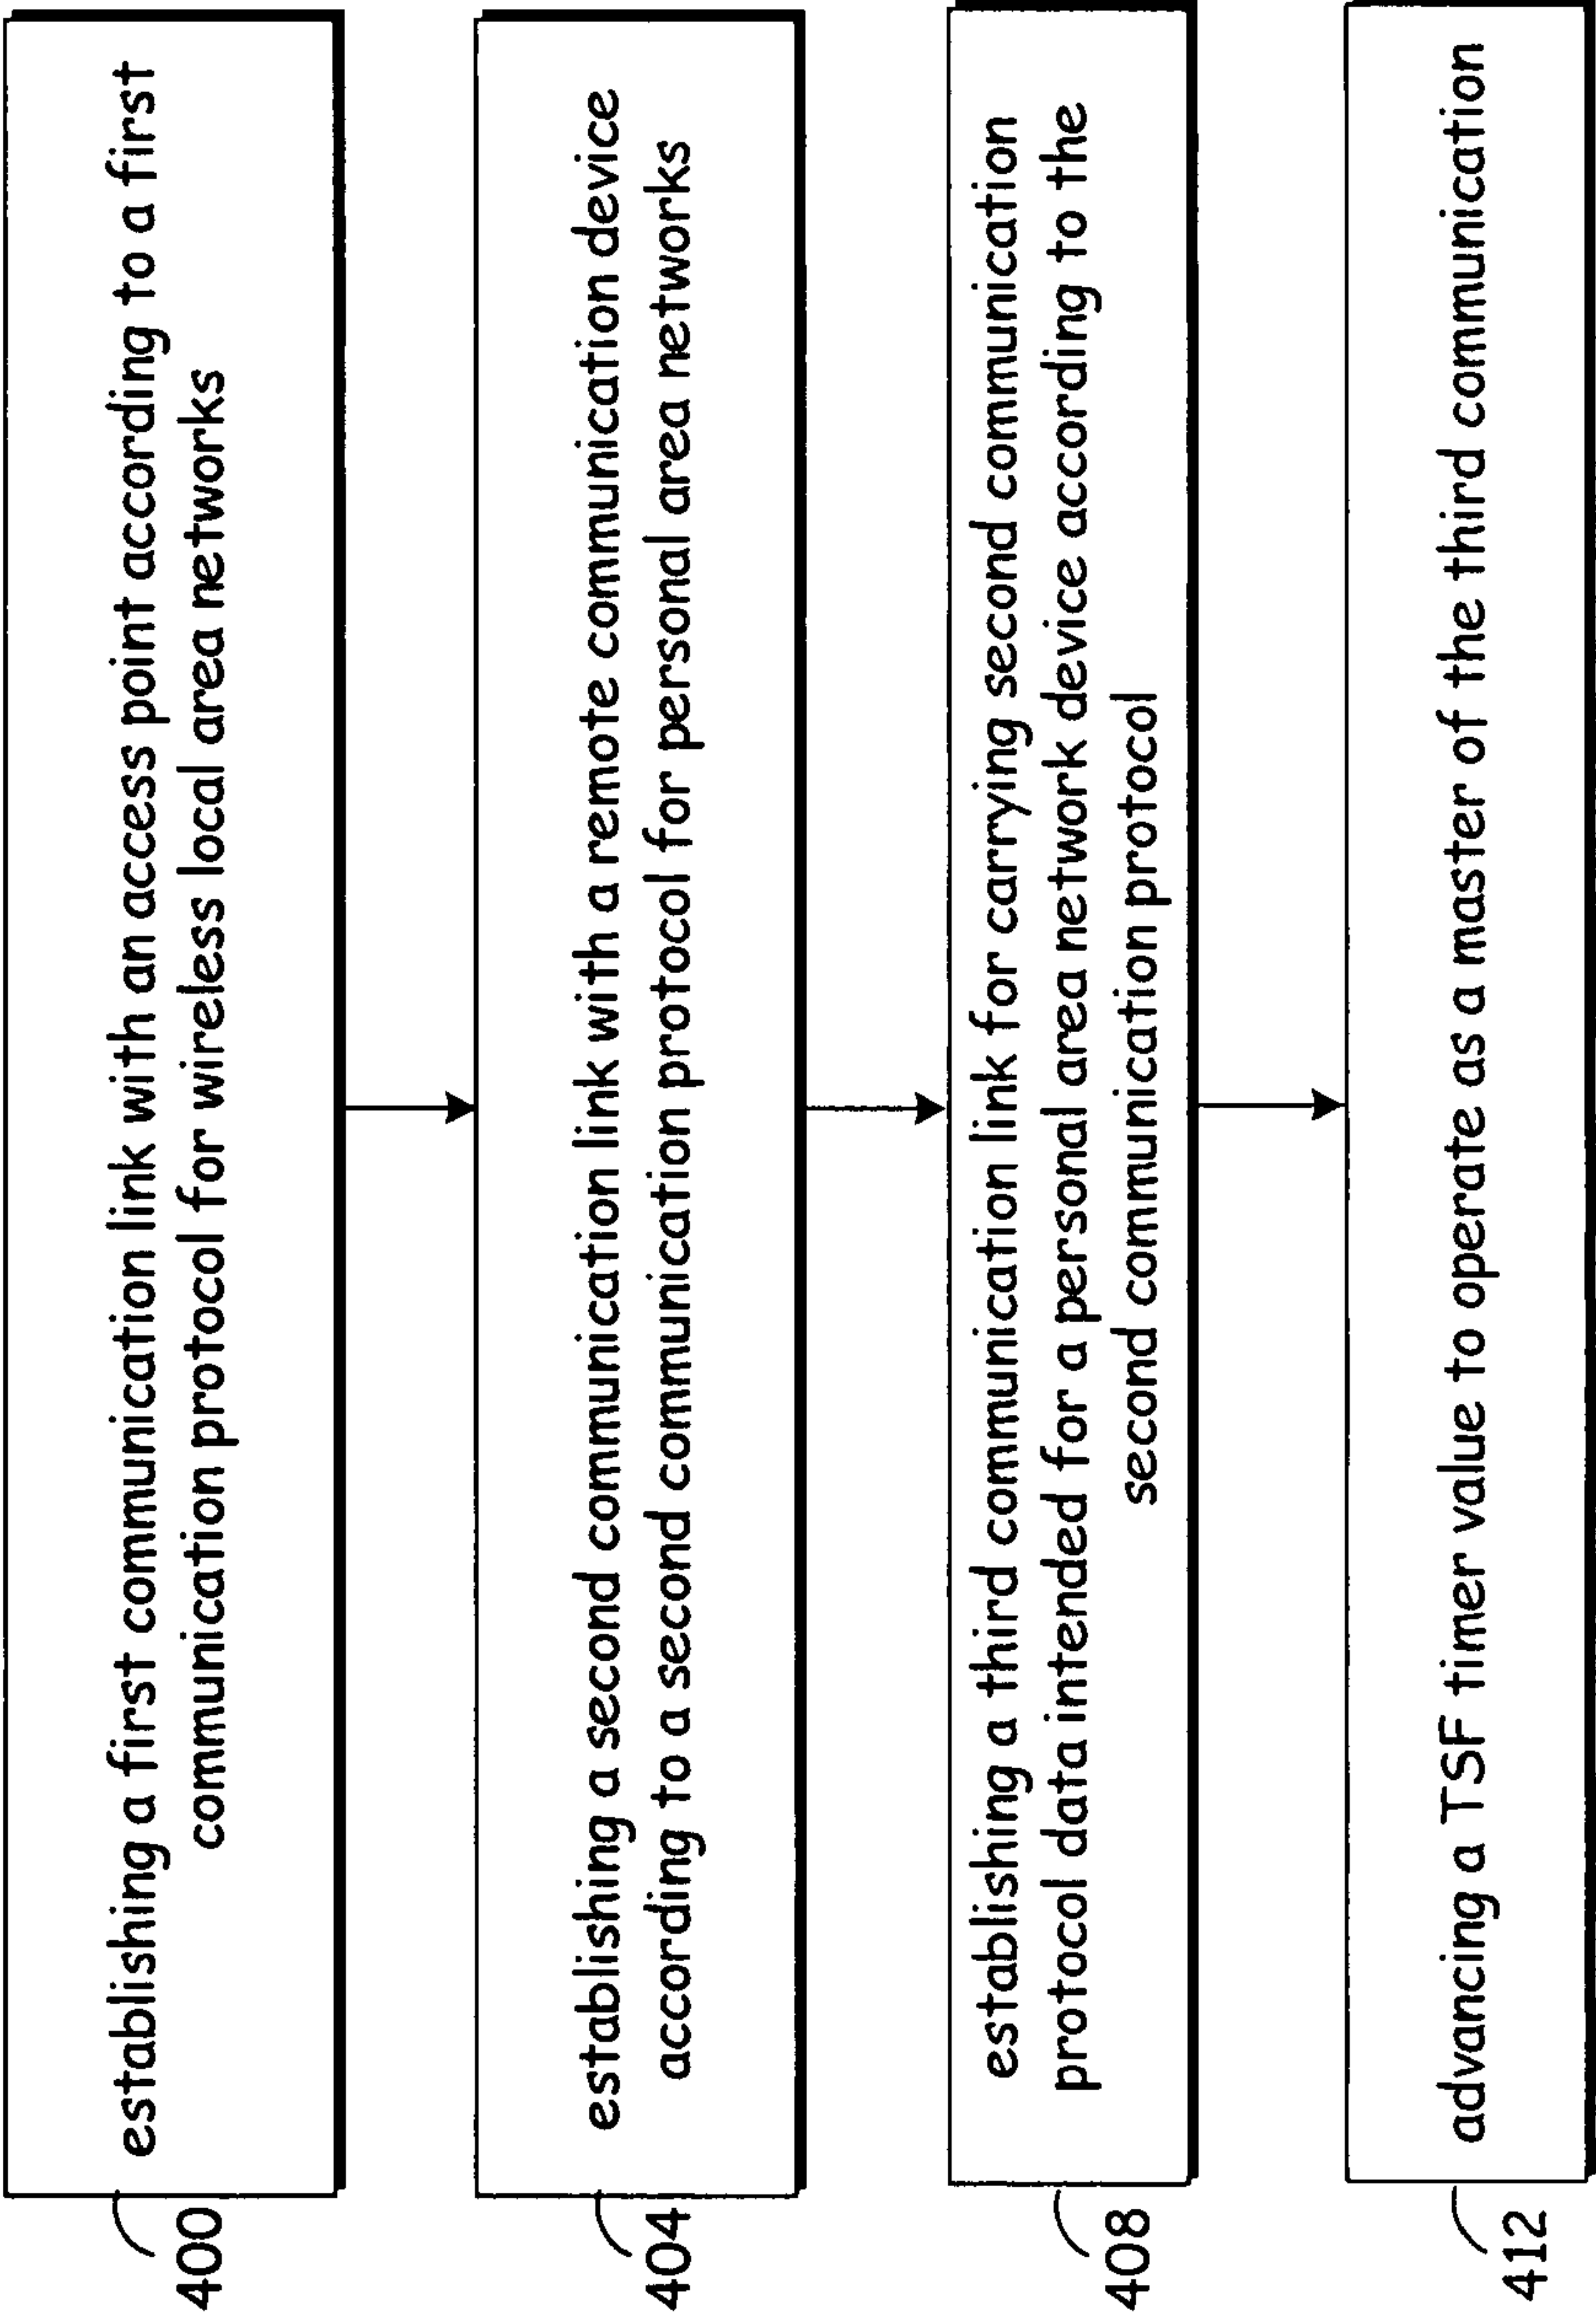 establishing a first communication link with an access point according to a first
communication protocol for wireless local area networks
400
establishing a second communication link with a remote communication device
according to a second communication protocol for personal area networks
404
establishing a third communication link for carrying second communication
protocol data intended for a personal area network device according to the
second communication protocol
408
advancing a TSF timer value to operate as a master of the third communication
412